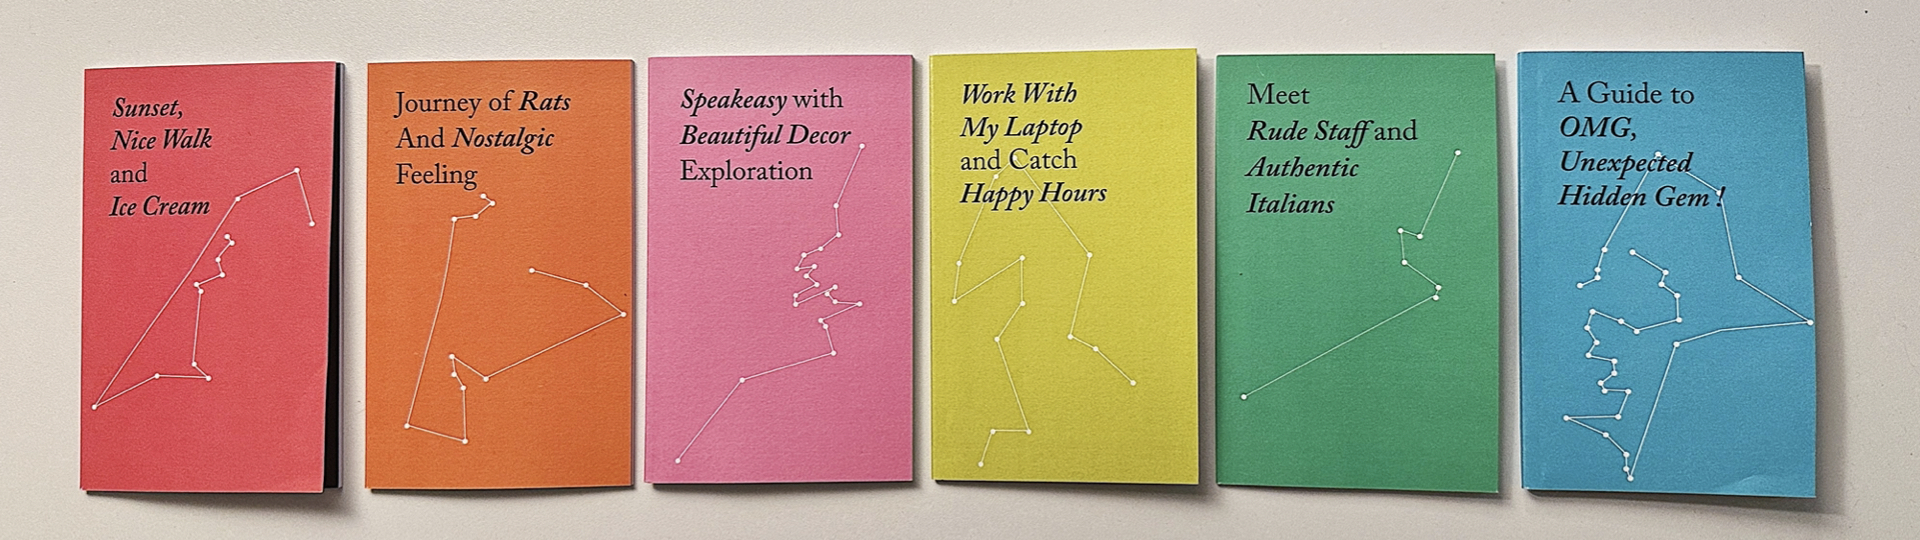 Sunset,
Nice Walk
and
Ice Cream
Journey of Rats
And Nostalgic
Feeling
Speakeasy with
Beautiful Decor
Exploration
Work With
My Laptop
and Catch
Happy Hours
Meet
Rude Staff and
Authentic
Italians
A Guide to
OMG,
Unexpected
Hidden Gem!